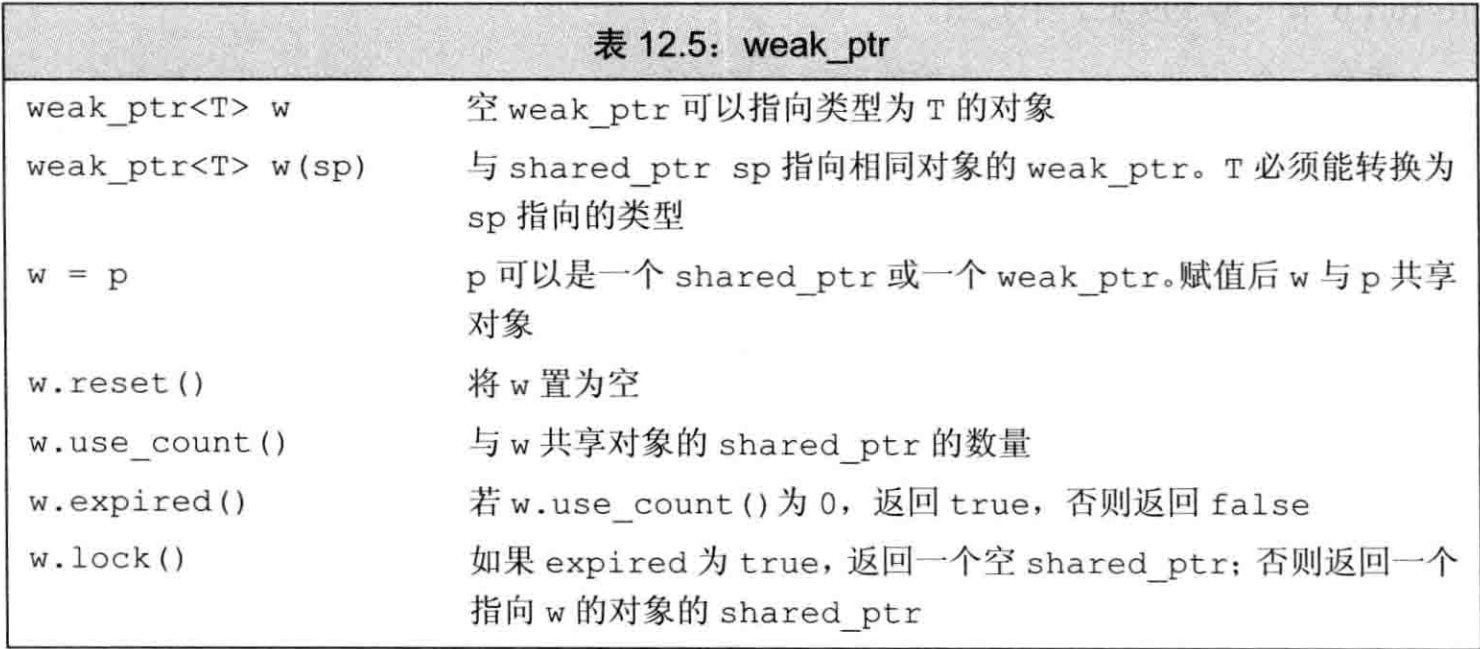 表 12.5：weak_ptr
weak_ptr<T> w 空 weak_ptr 可以指向类型为 T 的对象
weak_ptr<T> w(sp) 与 shared_ptr sp 指向相同对象的 weak_ptr。T 必须能转换为
sp 指向的类型
w = p p 可以是一个 shared_ptr 或一个 weak_ptr。赋值后 w 与 p 共享
对象
w.reset() 将 w 置为空
w.use_count() 与 w 共享对象的 shared_ptr 的数量
w.expired() 若 w.use_count()为 0，返回 true，否则返回 false
w.lock() 如果 expired 为 true，返回一个空 shared_ptr；否则返回一个
指向 w 的对象的 shared_ptr